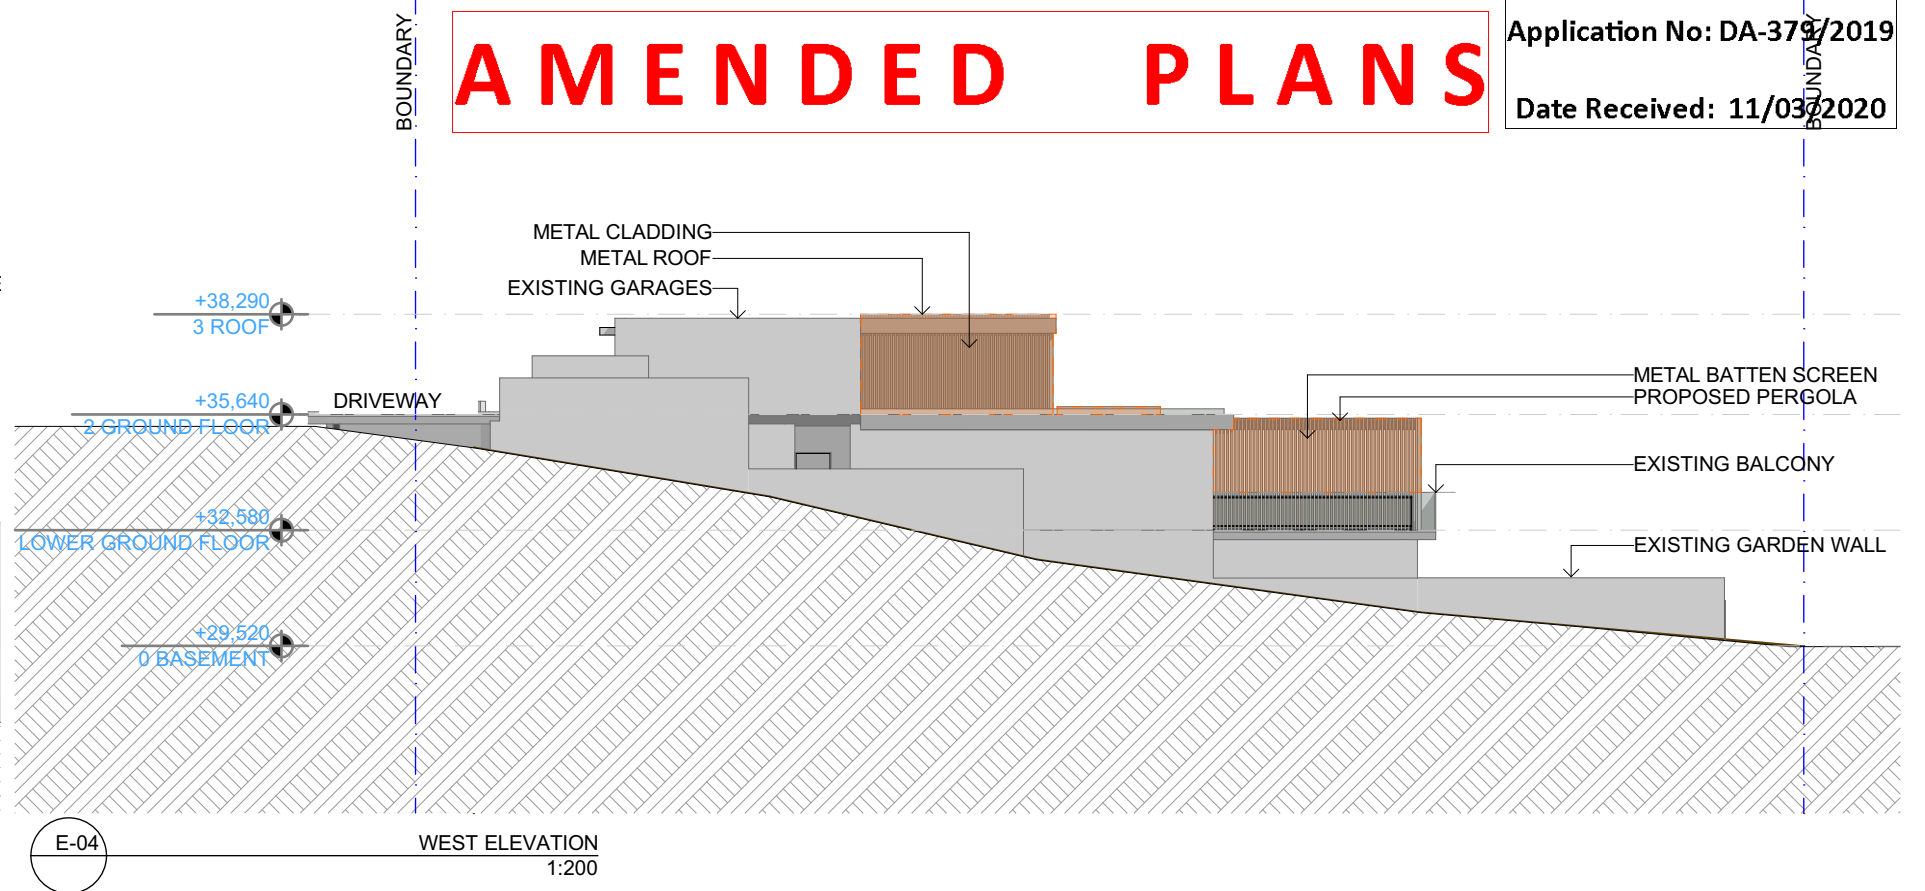 BOUNDARY
AMENDED PLANS
Application No: DA-379/2019
Date Received: 11/03/2020
BOUNDARY
METAL CLADDING
METAL ROOF
EXISTING GARAGES
+38,290
3 ROOF
METAL BATTEN SCREEN
PROPOSED PERGOLA
+35,640
DRIVEWAY
2 GROUND FLOOR
EXISTING BALCONY
+32,580
LOWER GROUND FLOOR
EXISTING GARDEN WALL
+29,520
0 BASEMENT
E-04
WEST ELEVATION
1:200